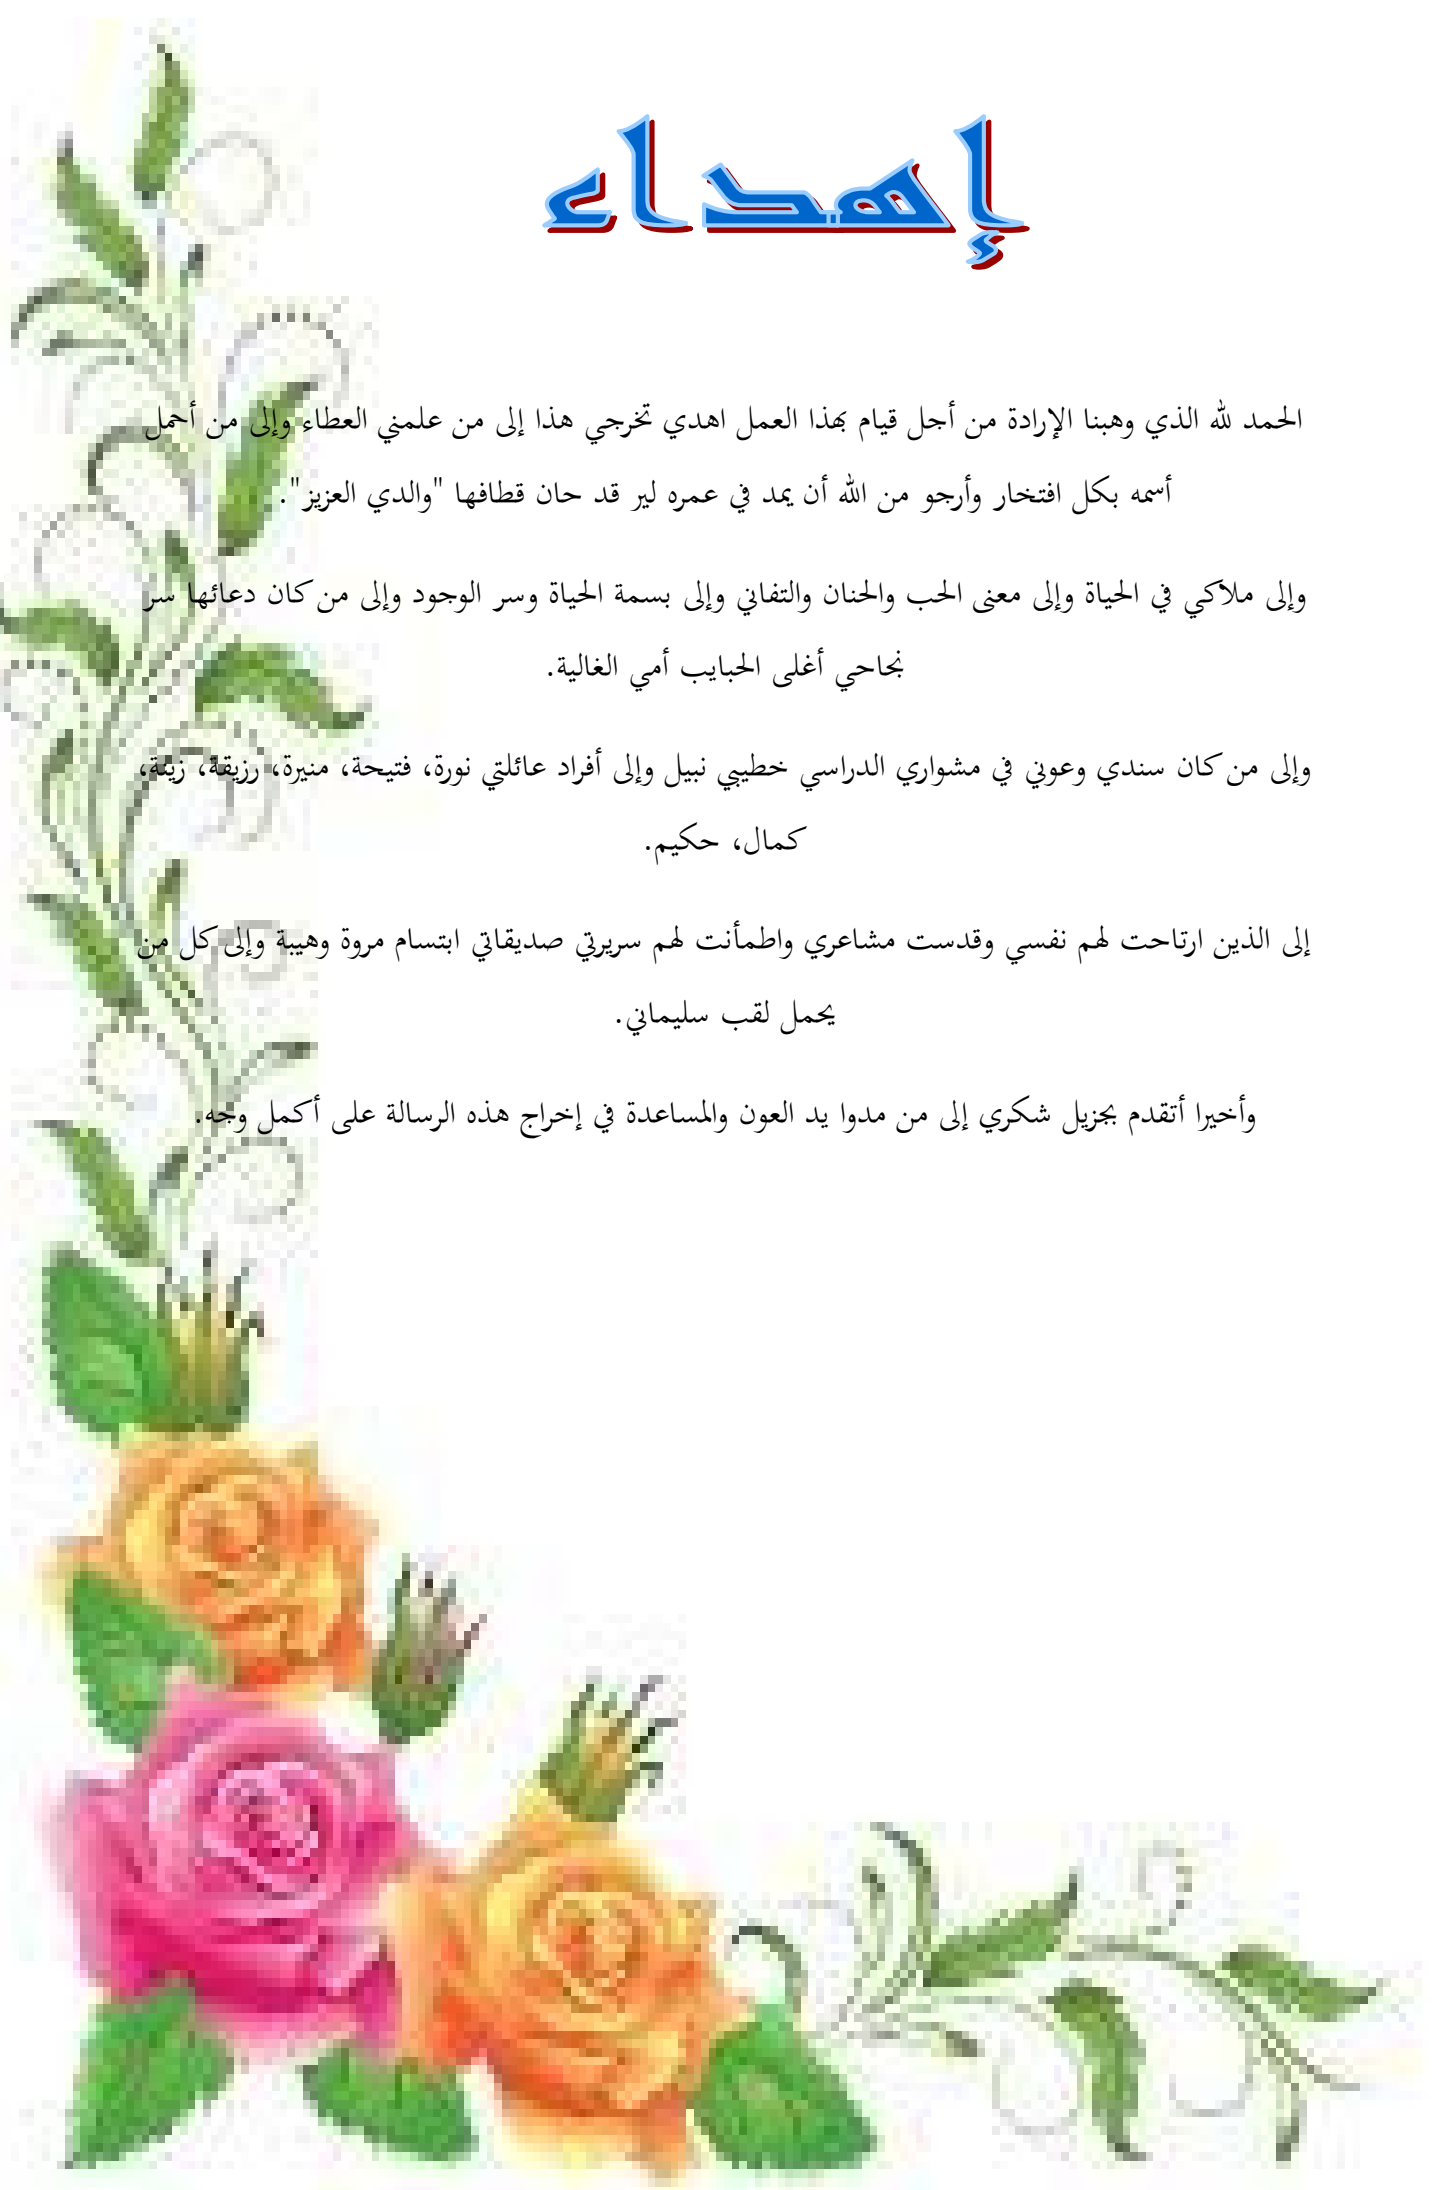 إهداء
الحمد لله الذي وهبنا الإرادة من أجل قيام بهذا العمل اهدي تخرجي هذا إلى من علمني العطاء وإلى من أحمل
أسمه بكل افتخار وأرجو من الله أن يمد في عمره لير قد حان قطافها "والدي العزيز".
وإلى ملاكي في الحياة وإلى معنى الحب والحنان والتفاني وإلى بسمة الحياة وسر الوجود وإلى من كان دعائها سر
نجاحي أغلى الحبايب أمي الغالية.
وإلى من كان سندي وعوني في مشواري الدراسي خطيبي نبيل وإلى أفراد عائلتي نورة، فتيحة، منيرة، رزيقة، زينة،
كمال، حكيم.
إلى الذين ارتاحت لهم نفسي وقدست مشاعري واطمأنت لهم سريرتي صديقاتي ابتسام مروة وهيبة وإلى كل من
يحمل لقب سليماني.
وأخيرا أتقدم بجزيل شكري إلى من مدوا يد العون والمساعدة في إخراج هذه الرسالة على أكمل وجه.